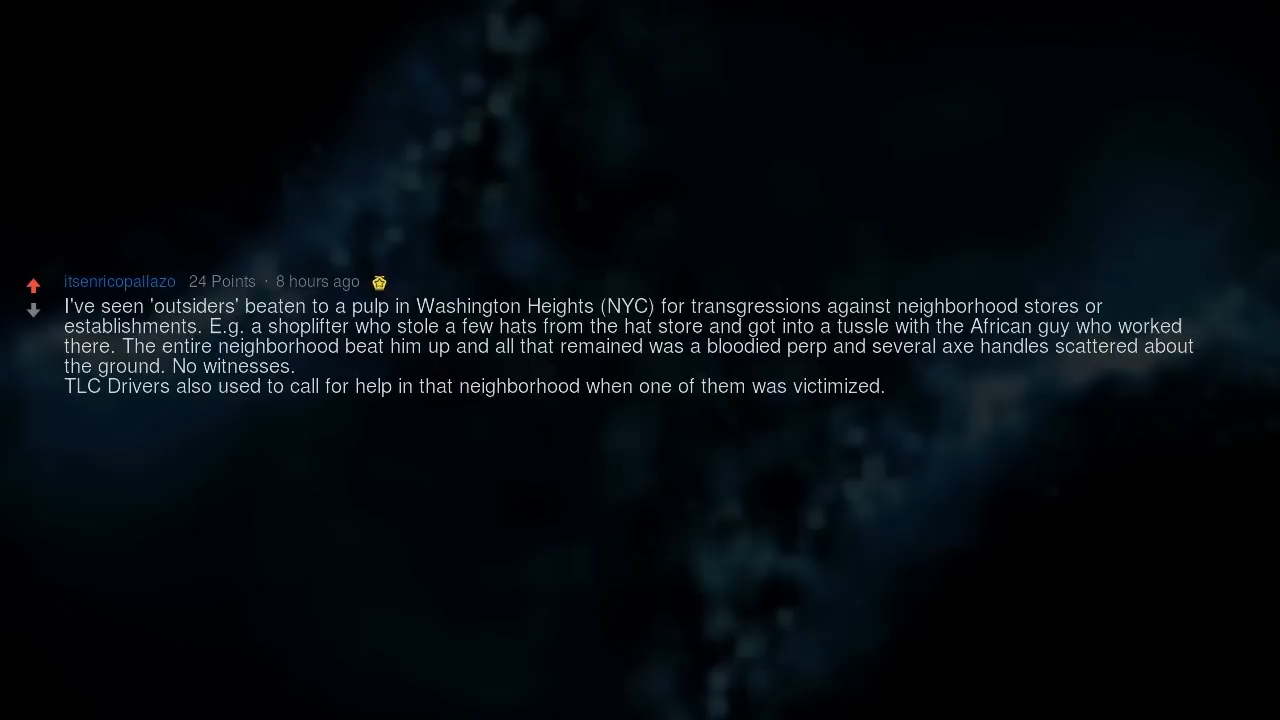 itsenricopallazo 24 Points · 8 hours ago
I've seen 'outsiders' beaten to a pulp in Washington Heights (NYC) for transgressions against neighborhood stores or
establishments. E.g. a shoplifter who stole a few hats from the hat store and got into a tussle with the African guy who worked
there. The entire neighborhood beat him up and all that remained was a bloodied perp and several axe handles scattered about
the ground. No witnesses.
TLC Drivers also used to call for help in that neighborhood when one of them was victimized.